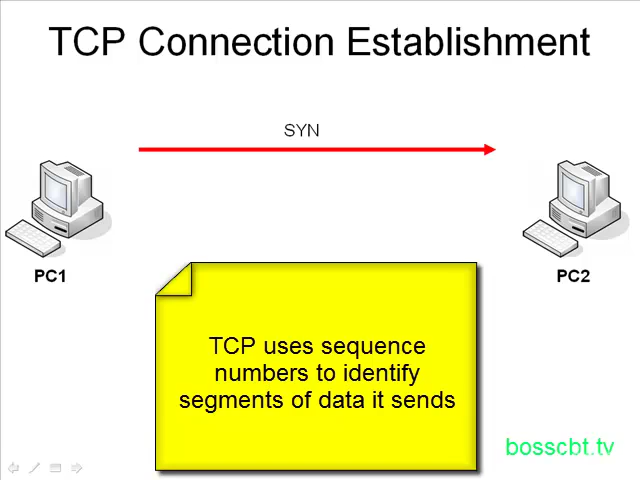 TCP Connection Establishment
SYN
PC1
PC2
TCP uses sequence
numbers to identify
segments of data it sends
bosscbt.tv